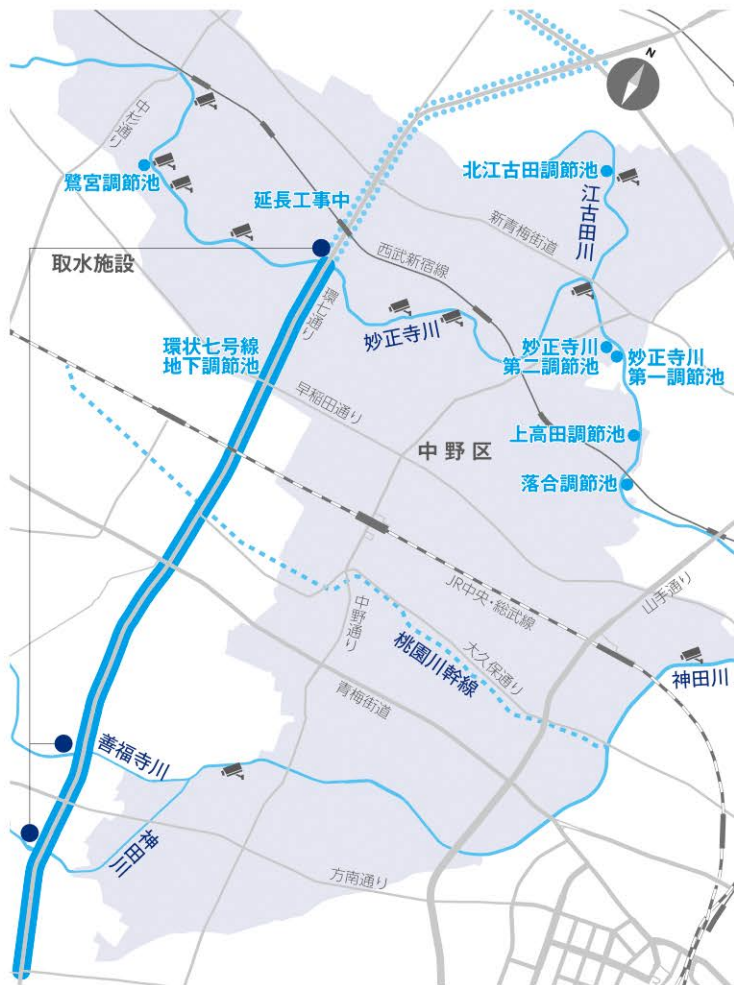 N
中杉通り
鷺宮調節池
延長工事中
北江古田調節池
江古田川
新青梅街道
西武新宿線
取水施設
環七通り
妙正寺川
環状七号線
地下調節池
妙正寺川
第二調節池
妙正寺川
第一調節池
早稲田通り
中野区
上高田調節池
落合調節池
JR中央・総武線
山手通り
中野通り
大久保通り
桃園川幹線
神田川
青梅街道
善福寺川
神田川
方南通り